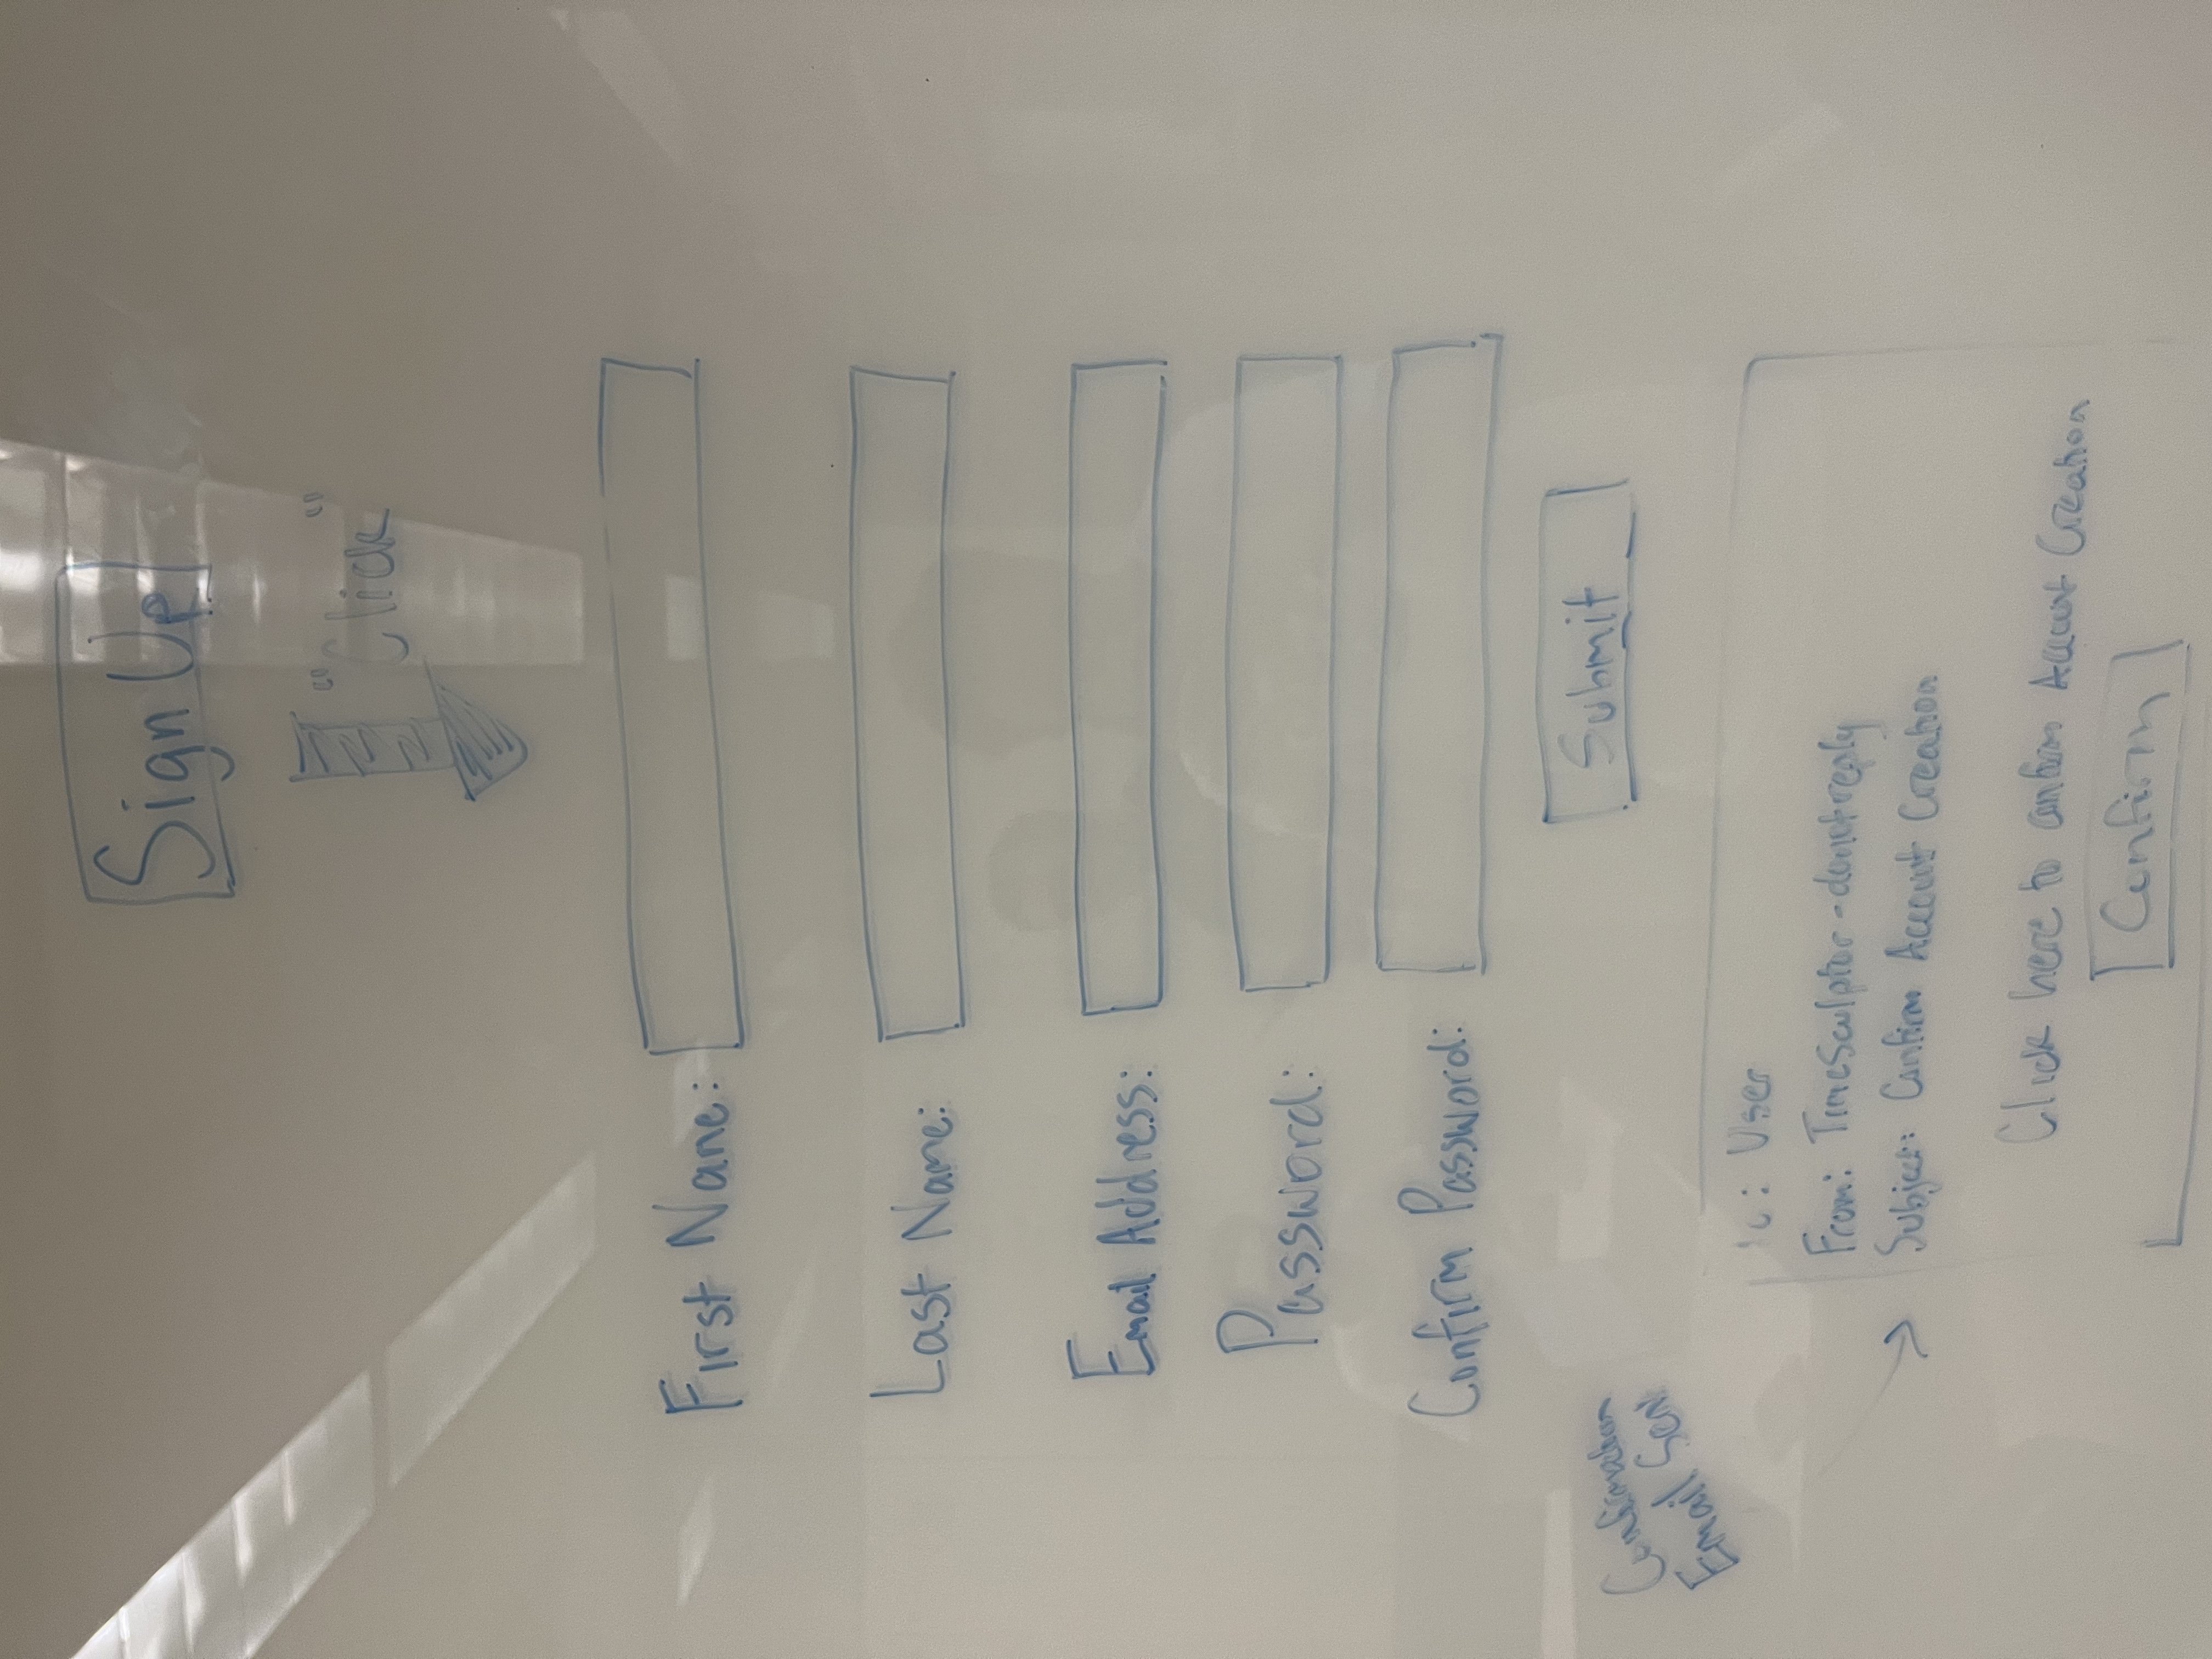 Sign Up
"Click"
First Name:
Last Name:
Email Address:
Password:
Confirm Password:
Submit
Confirmation
Email Sent
To: User
From: TimeSculptor-donotreply
Subject: Confirm Account Creation
Click here to confirm Account Creation
Confirm